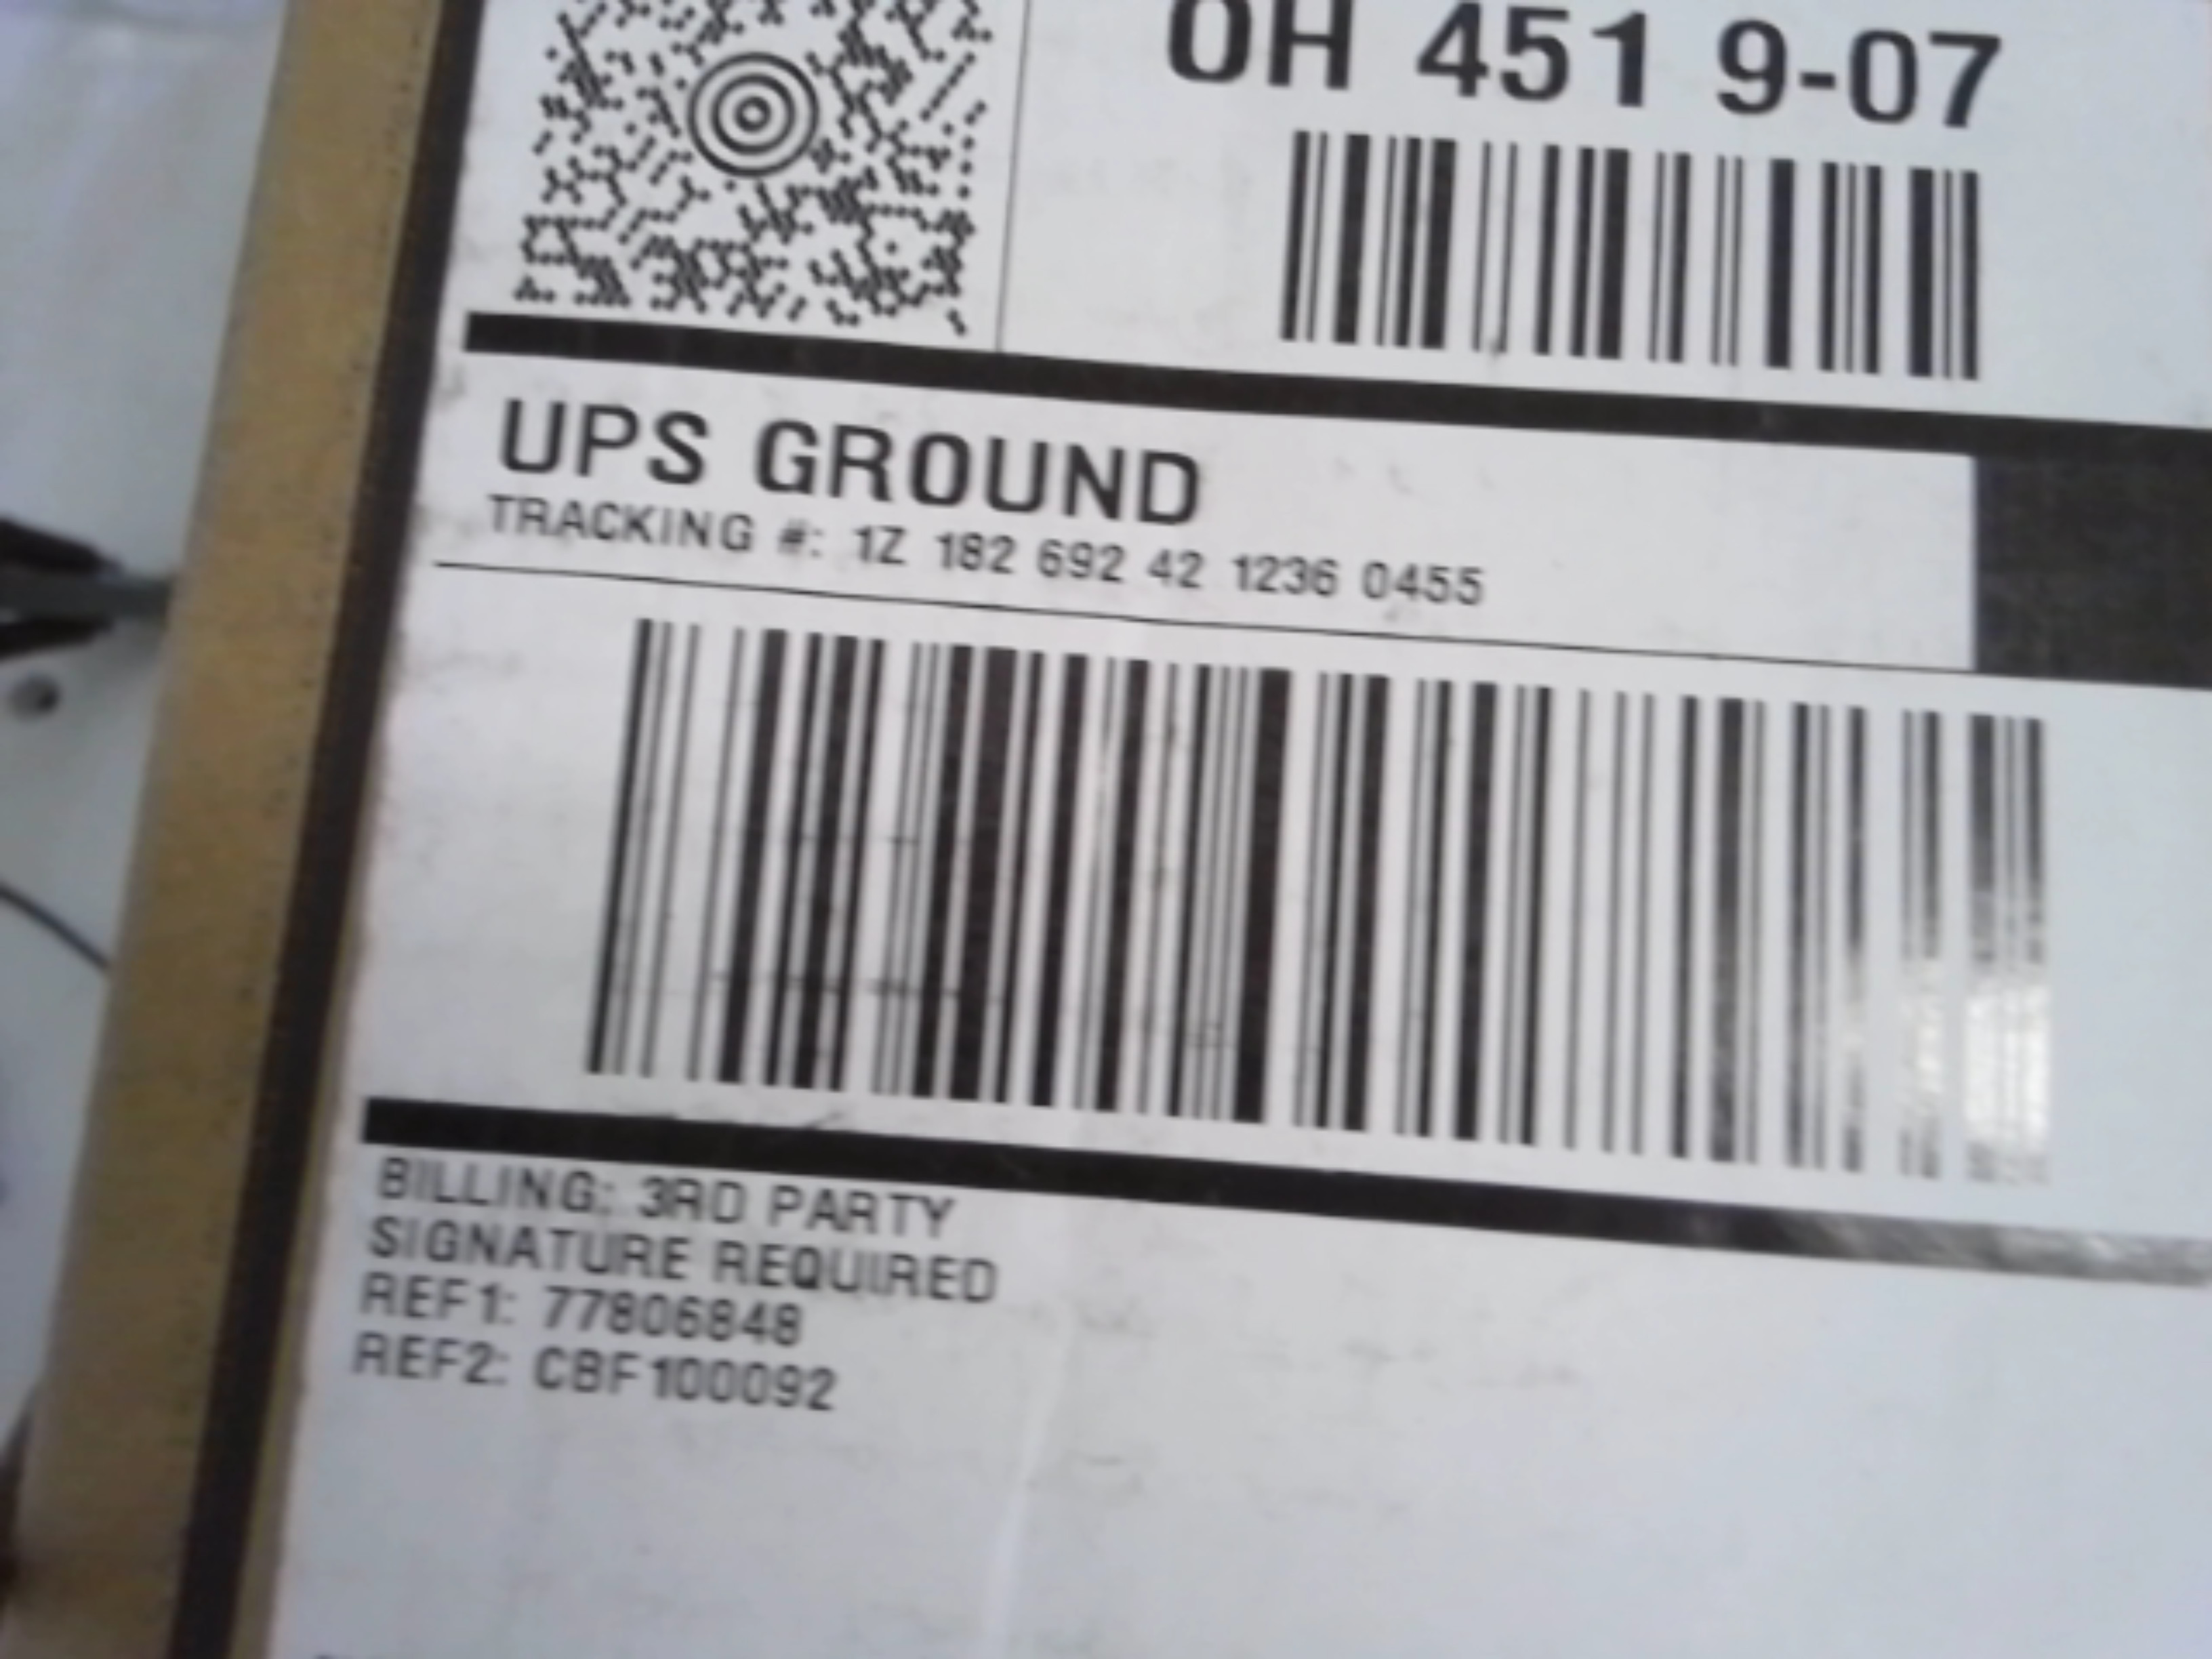 OH 451 9-07
UPS GROUND
TRACKING #: 1Z 182 692 42 1236 0455
BILLING: 3RD PARTY
SIGNATURE REQUIRED
REF1: 77806848
REF2: CBF100092